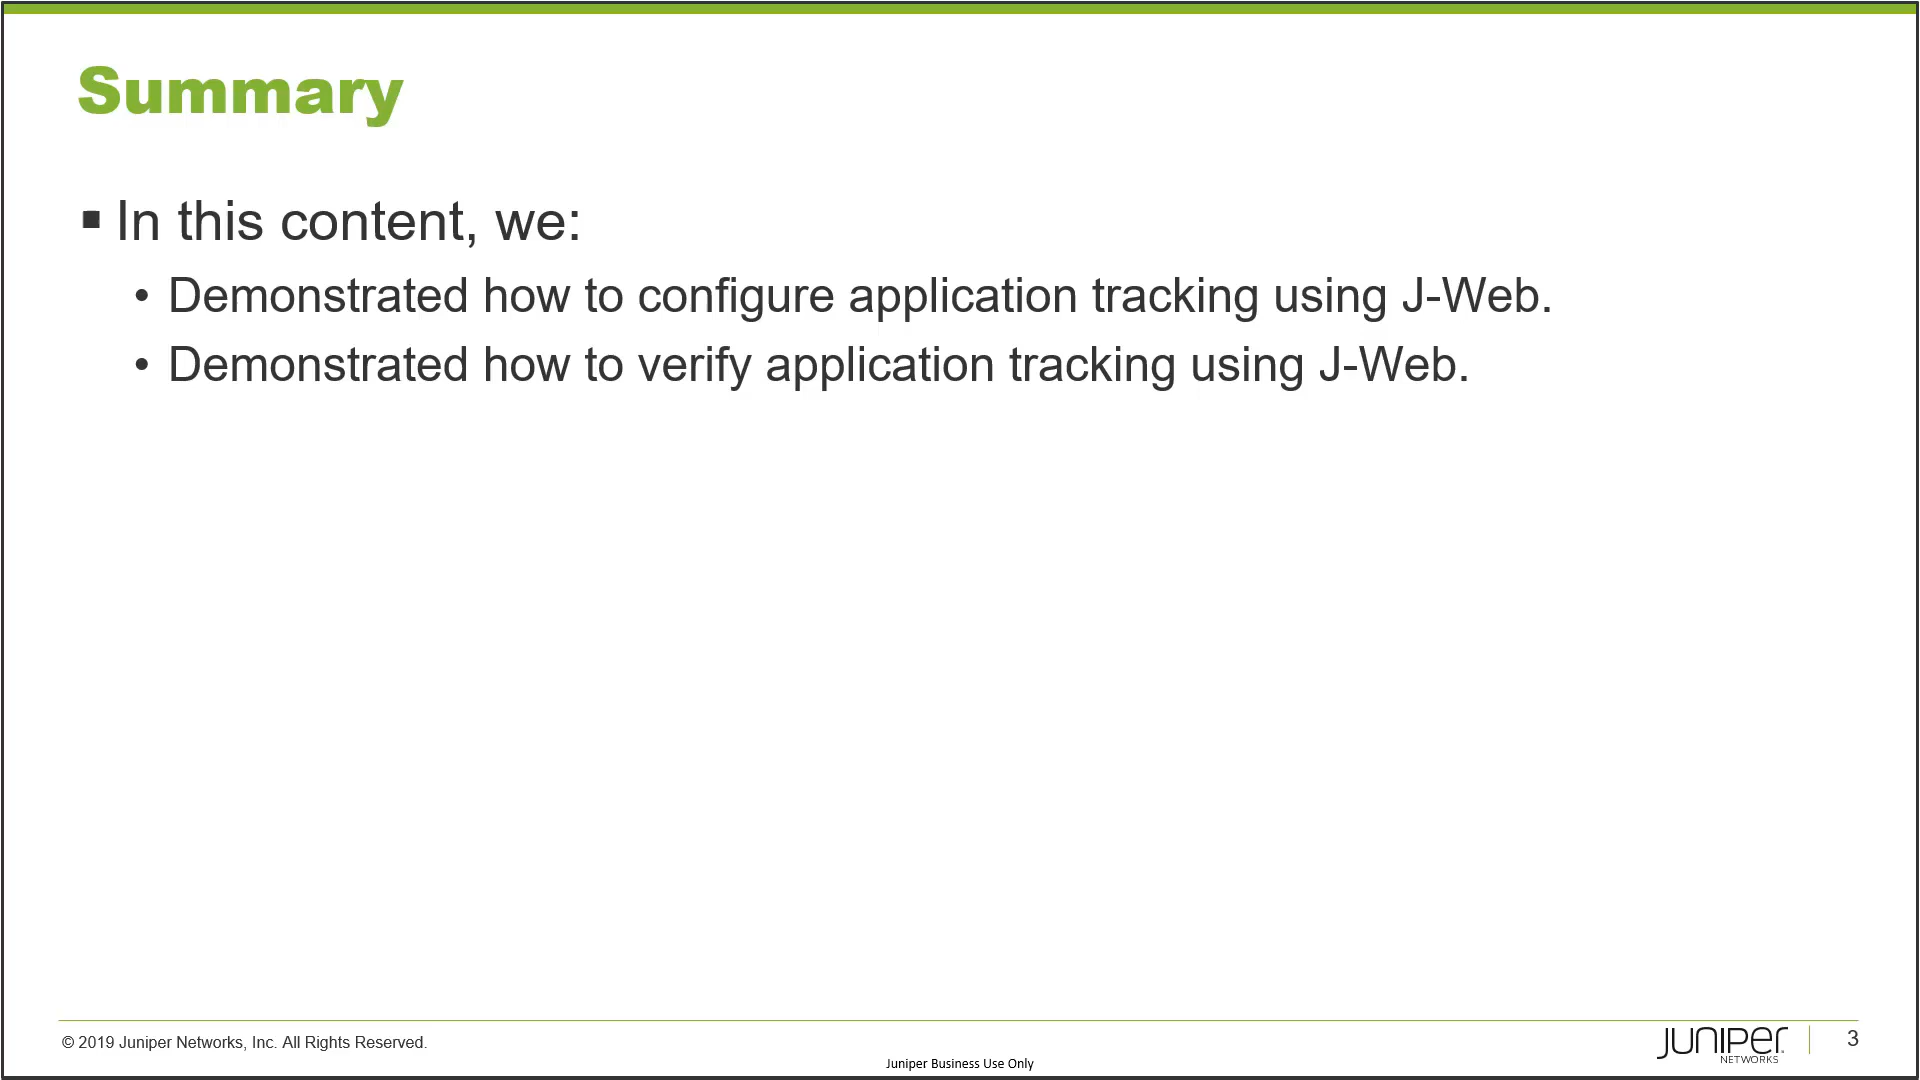 Summary
▪ In this content, we:
• Demonstrated how to configure application tracking using J-Web.
• Demonstrated how to verify application tracking using J-Web.
© 2019 Juniper Networks, Inc. All Rights Reserved.
Juniper Business Use Only
JUNIPer
NETWORKS
3